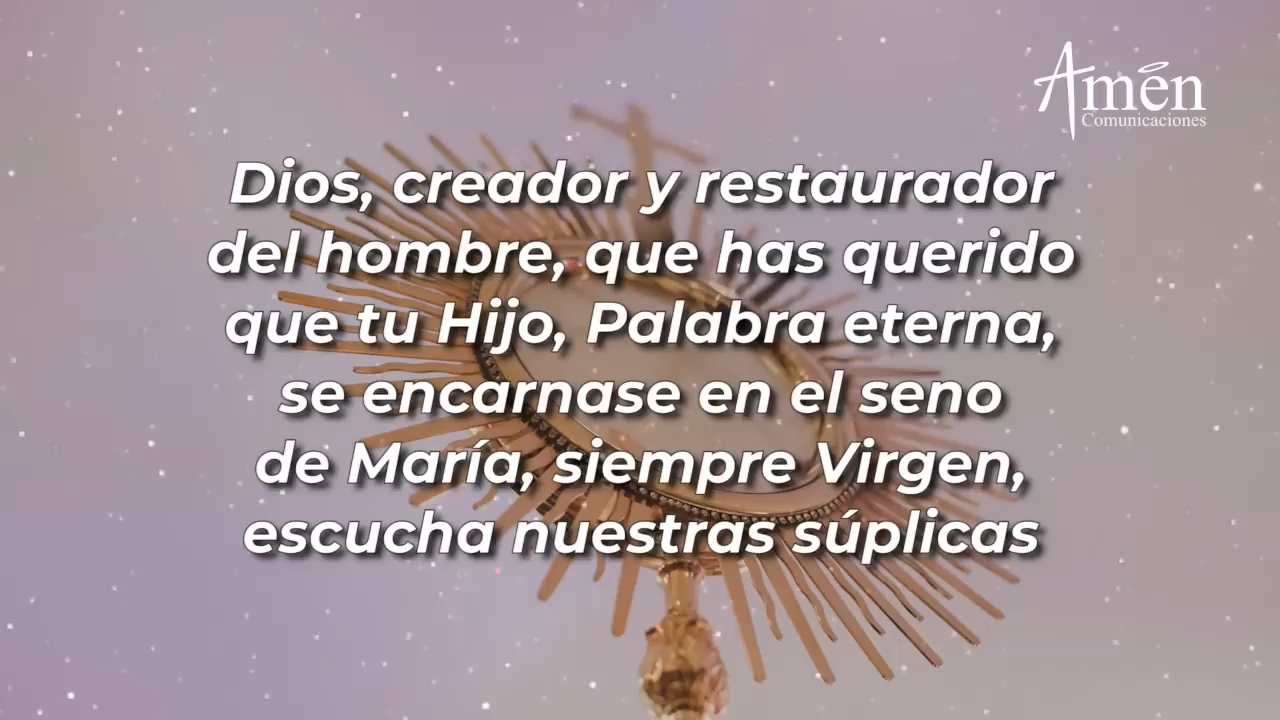 Amén
Comunicaciones
Dios, creador y restaurador
del hombre, que has querido
que tu Hijo, Palabra eterna,
se encarnase en el seno
de María, siempre Virgen,
escucha nuestras súplicas